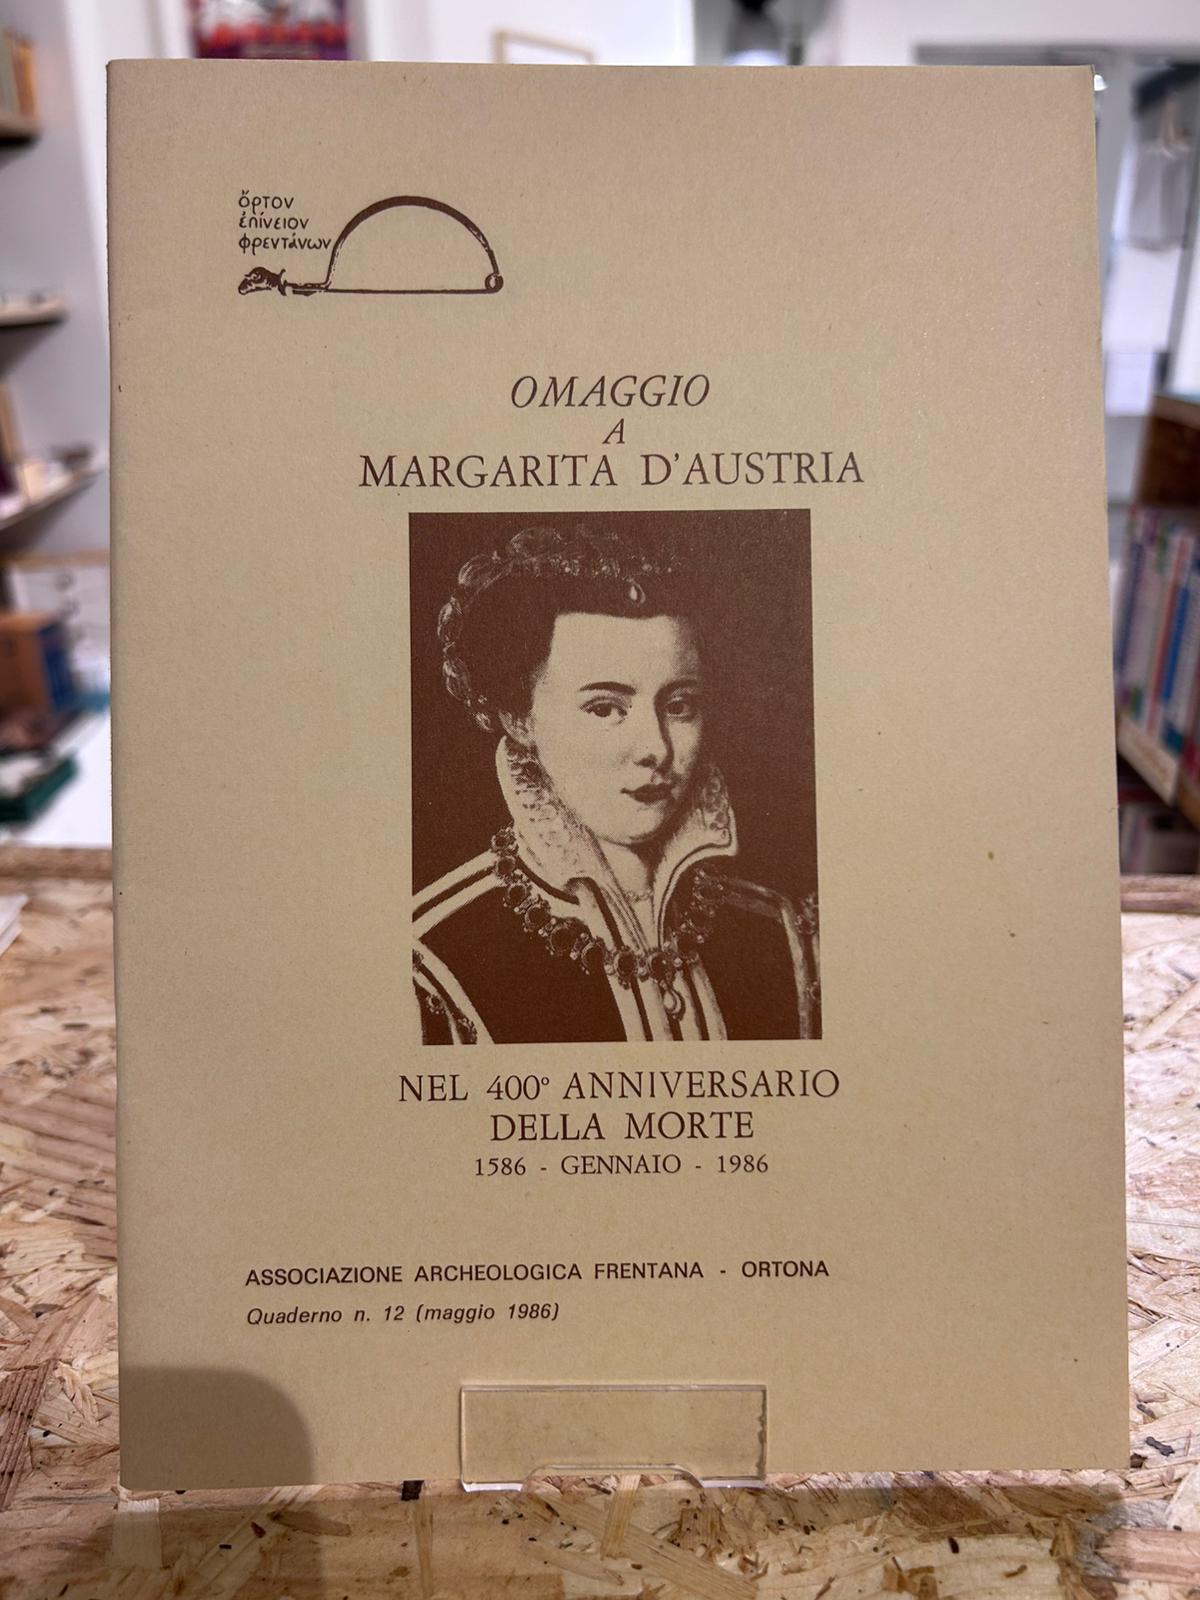 ὄρτον
ἐπίνειον
φρεντάνων
OMAGGIO
A
MARGARITA D'AUSTRIA
NEL 400° ANNIVERSARIO
DELLA MORTE
1586 - GENNAIO - 1986
ASSOCIAZIONE ARCHEOLOGICA FRENTANA - ORTONA
Quaderno n. 12 (maggio 1986)